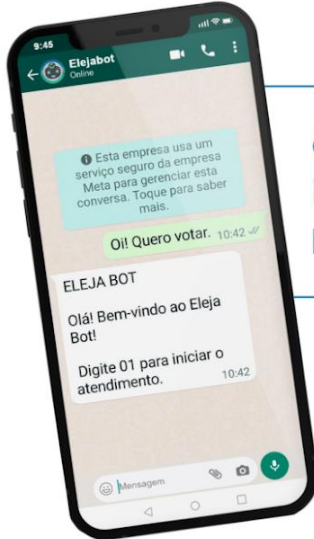 9:45
Elejabot
Online
Esta empresa usa um
serviço seguro da empresa
Meta para gerenciar esta
conversa. Toque para saber
mais.
Oi! Quero votar. 10:42
ELEJA BOT
Olá! Bem-vindo ao Eleja
Bot!
Digite 01 para iniciar o
atendimento.
10:42
Mensagem